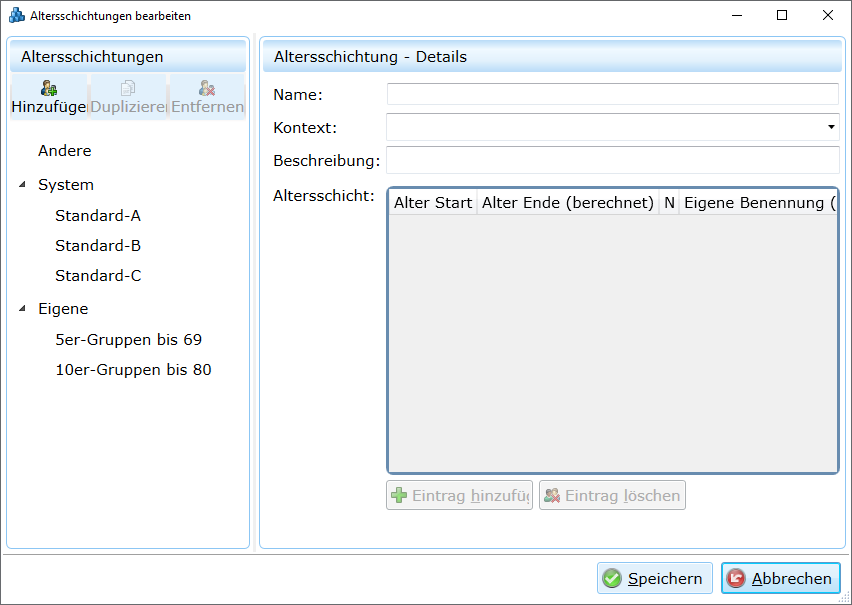 Altersschichtungen bearbeiten
Altersschichtungen
Hinzufüge
Dupliziere
Entfernen
Andere
System
Standard-A
Standard-B
Standard-C
Eigene
5er-Gruppen bis 69
10er-Gruppen bis 80
Altersschichtung - Details
Name:
Kontext:
Beschreibung:
Altersschicht:
Alter Start Alter Ende (berechnet) N Eigene Benennung (
Eintrag hinzufüg Eintrag löschen
Speichern Abbrechen